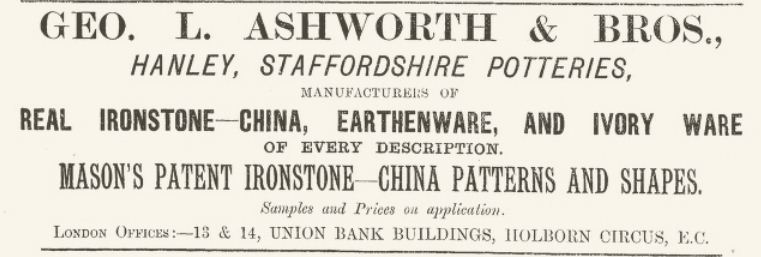 GEO. L. ASHWORTH & BROS.,
HANLEY, STAFFORDSHIRE POTTERIES,
MANUFACTURERS OF
REAL IRONSTONE—CHINA, EARTHENWARE, AND IVORY WARE
OF EVERY DESCRIPTION.
MASON'S PATENT IRONSTONE—CHINA PATTERNS AND SHAPES.
Samples and Prices on application.
LONDON OFFICES:—13 & 14, UNION BANK BUILDINGS, HOLBORN CIRCUS, E.C.